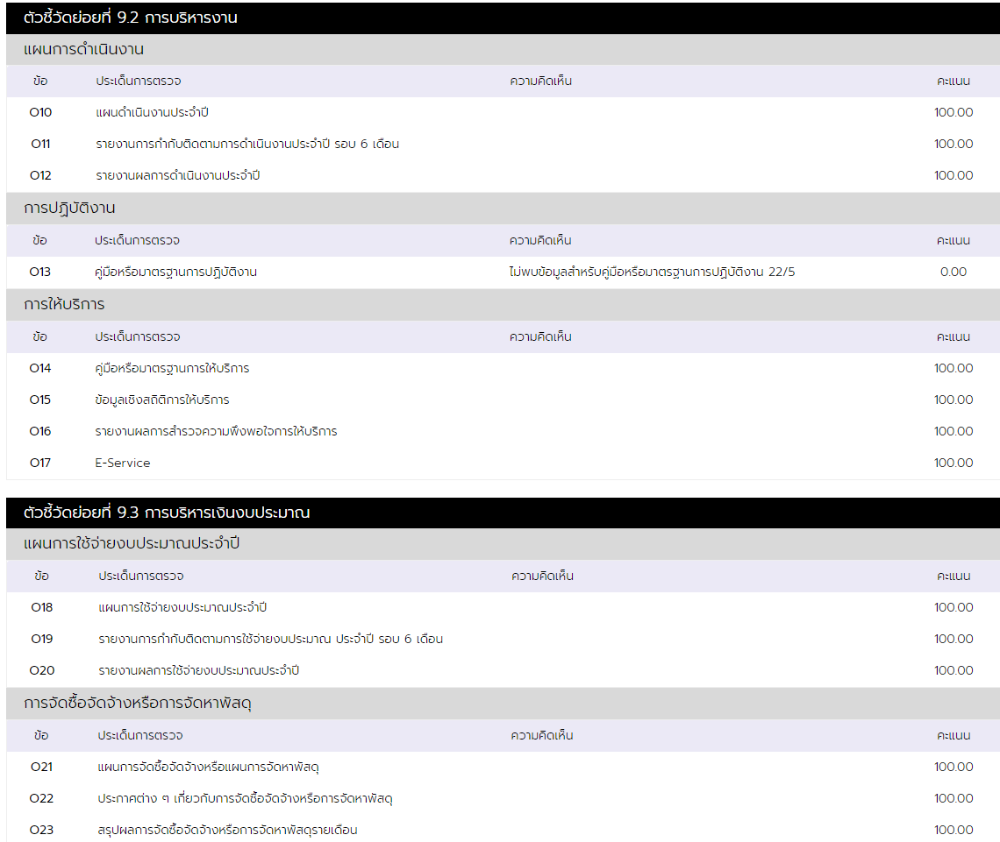 ตัวชี้วัดย่อยที่ 9.2 การบริหารงาน
แผนการดำเนินงาน
ข้อ ประเด็นการตรวจ ความคิดเห็น คะแนน
O10 แผนดำเนินงานประจำปี 100.00
O11 รายงานการกำกับติดตามการดำเนินงานประจำปี รอบ 6 เดือน 100.00
O12 รายงานผลการดำเนินงานประจำปี 100.00
การปฏิบัติงาน
ข้อ ประเด็นการตรวจ ความคิดเห็น คะแนน
O13 คู่มือหรือมาตรฐานการปฏิบัติงาน ไม่พบข้อมูลสำหรับคู่มือหรือมาตรฐานการปฏิบัติงาน 22/5 0.00
การให้บริการ
ข้อ ประเด็นการตรวจ ความคิดเห็น คะแนน
O14 คู่มือหรือมาตรฐานการให้บริการ 100.00
O15 ข้อมูลเชิงสถิติการให้บริการ 100.00
O16 รายงานผลการสำรวจความพึงพอใจการให้บริการ 100.00
O17 E-Service 100.00
ตัวชี้วัดย่อยที่ 9.3 การบริหารเงินงบประมาณ
แผนการใช้จ่ายงบประมาณประจำปี
ข้อ ประเด็นการตรวจ ความคิดเห็น คะแนน
O18 แผนการใช้จ่ายงบประมาณประจำปี 100.00
O19 รายงานการกำกับติดตามการใช้จ่ายงบประมาณ ประจำปี รอบ 6 เดือน 100.00
O20 รายงานผลการใช้จ่ายงบประมาณประจำปี 100.00
การจัดซื้อจัดจ้างหรือการจัดหาพัสดุ
ข้อ ประเด็นการตรวจ ความคิดเห็น คะแนน
O21 แผนการจัดซื้อจัดจ้างหรือแผนการจัดหาพัสดุ 100.00
O22 ประกาศต่าง ๆ เกี่ยวกับการจัดซื้อจัดจ้างหรือการจัดหาพัสดุ 100.00
O23 สรุปผลการจัดซื้อจัดจ้างหรือการจัดหาพัสดุรายเดือน 100.00